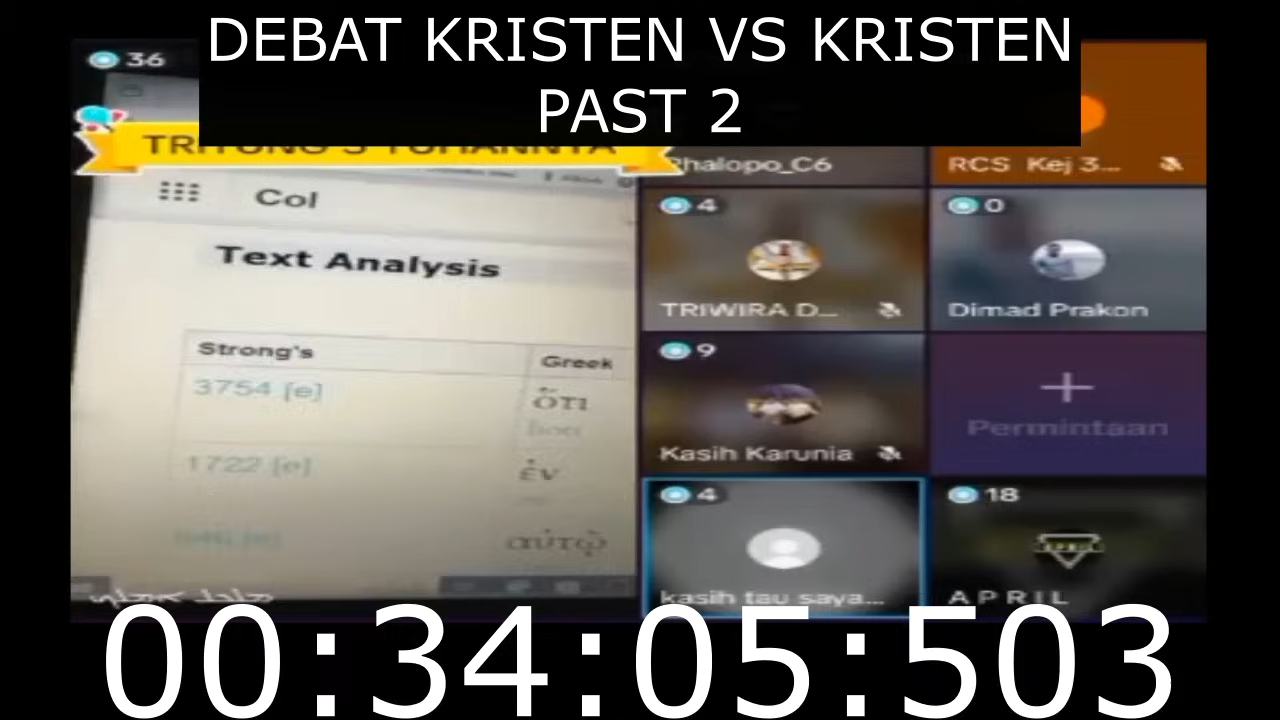 DEBAT KRISTEN VS KRISTEN
PAST 2
36
Phalopo_C6
RCS Kej 3...
Col
4
0
Text Analysis
TRIWIRA D...
Dimad Prakon
Strong's
Greek
9
3754 [e]
ὅτι
Permintaan
Kasih Karunia
1722 [e]
ἐν
4
18
αὐτῷ
kasih tau saya...
A P R I L
00:34:05:503